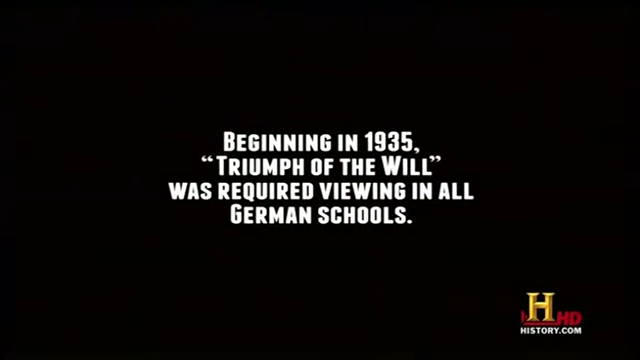 BEGINNING IN 1935,
“TRIUMPH OF THE WILL”
WAS REQUIRED VIEWING IN ALL
GERMAN SCHOOLS.
H HD
HISTORY.COM